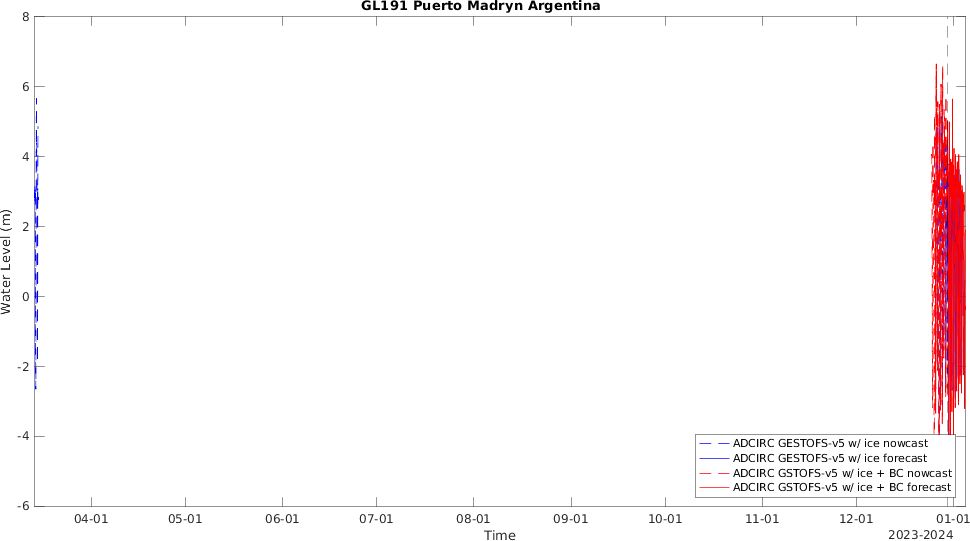 GL191 Puerto Madryn Argentina
8
6
4
2
0
-2
-4
-6
Water Level (m)
ADCIRC GESTOFS-v5 w/ ice nowcast
ADCIRC GESTOFS-v5 w/ ice forecast
ADCIRC GSTOFS-v5 w/ ice + BC nowcast
ADCIRC GSTOFS-v5 w/ ice + BC forecast
04-01 05-01 06-01 07-01 08-01 09-01 10-01 11-01 12-01 01-01
Time
2023-2024